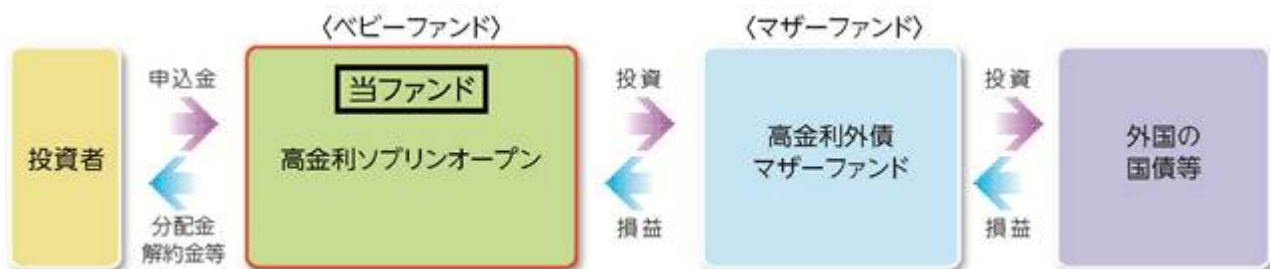 〈ベビーファンド〉
〈マザーファンド〉
投資者
申込金
分配金
解約金等
当ファンド
高金利ソブリンオープン
投資
損益
高金利外債
マザーファンド
投資
損益
外国の
国債等